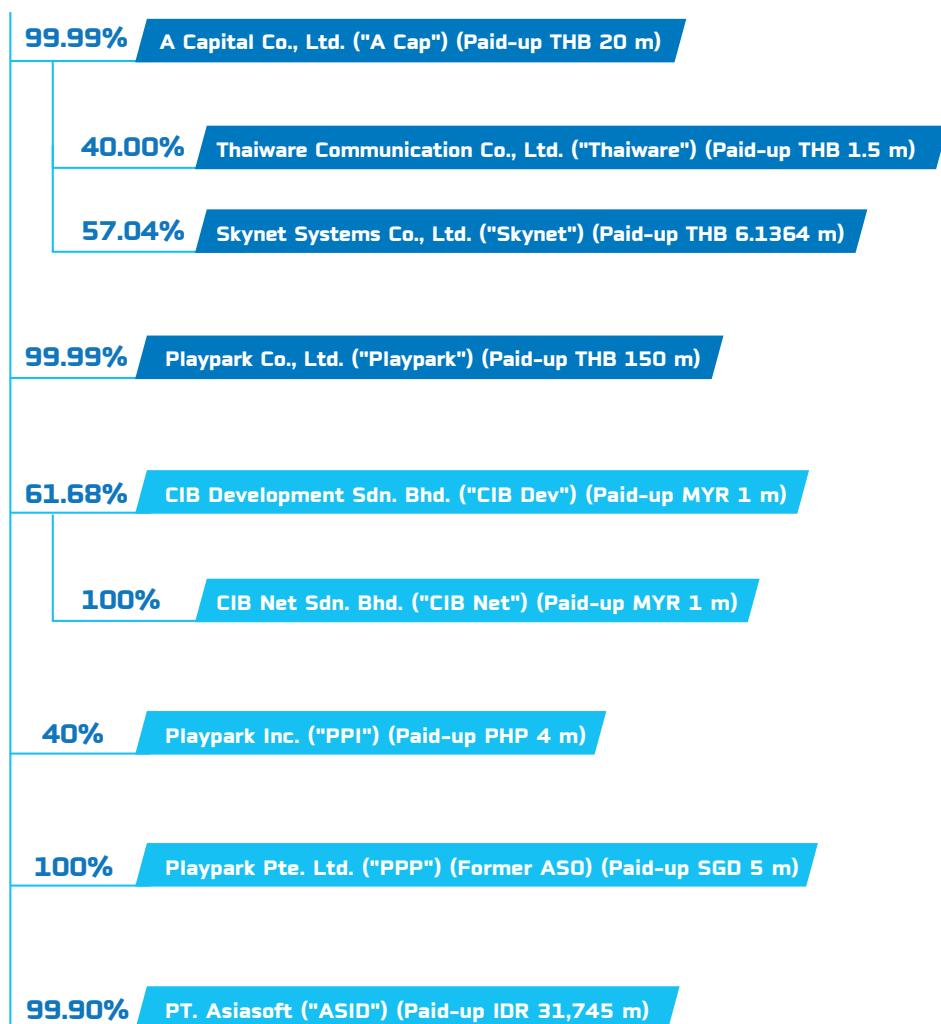 99.99% A Capital Co., Ltd. ("A Cap") (Paid-up THB 20 m)
40.00% Thaiware Communication Co., Ltd. ("Thaiware") (Paid-up THB 1.5 m)
57.04% Skynet Systems Co., Ltd. ("Skynet") (Paid-up THB 6.1364 m)
99.99% Playpark Co., Ltd. ("Playpark") (Paid-up THB 150 m)
61.68% CIB Development Sdn. Bhd. ("CIB Dev") (Paid-up MYR 1 m)
100% CIB Net Sdn. Bhd. ("CIB Net") (Paid-up MYR 1 m)
40% Playpark Inc. ("PPI") (Paid-up PHP 4 m)
100% Playpark Pte. Ltd. ("PPP") (Former ASO) (Paid-up SGD 5 m)
99.90% PT. Asiasoft ("ASID") (Paid-up IDR 31,745 m)